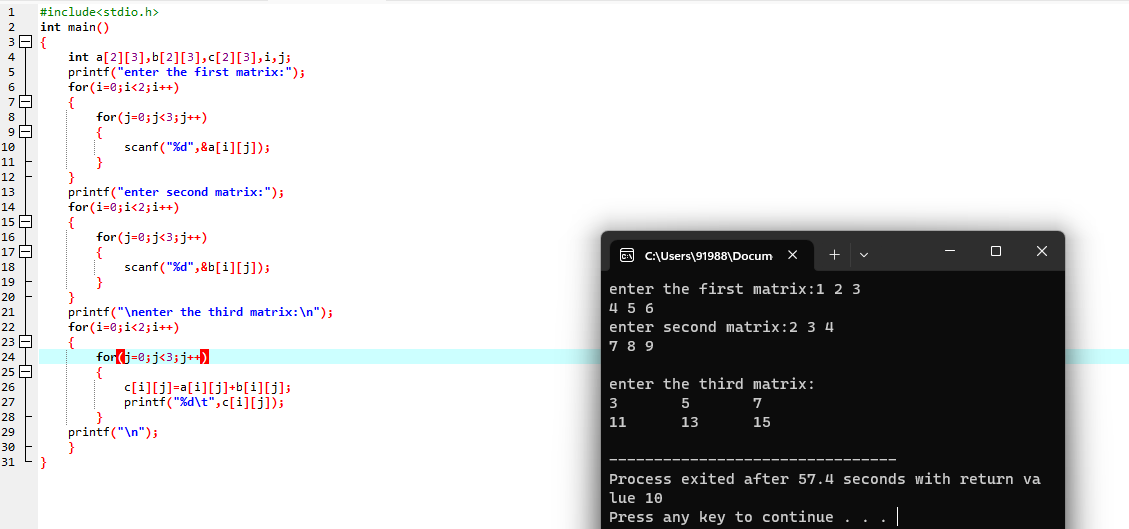 1 #include<stdio.h>
2 int main()
3 {
4 int a[2][3],b[2][3],c[2][3],i,j;
5 printf("enter the first matrix:");
6 for(i=0;i<2;i++)
7 {
8 for(j=0;j<3;j++)
9 {
10 scanf("%d",&a[i][j]);
11 }
12 }
13 printf("enter second matrix:");
14 for(i=0;i<2;i++)
15 {
16 for(j=0;j<3;j++)
17 {
18 scanf("%d",&b[i][j]);
19 }
20 }
21 printf("\nenter the third matrix:\n");
22 for(i=0;i<2;i++)
23 {
24 for(j=0;j<3;j++)
25 {
26 c[i][j]=a[i][j]+b[i][j];
27 printf("%d\t",c[i][j]);
28 }
29 printf("\n");
30 }
31 }
C:\Users\91988\Docum
enter the first matrix:1 2 3
4 5 6
enter second matrix:2 3 4
7 8 9
enter the third matrix:
3 5 7
11 13 15
--------------------------------
Process exited after 57.4 seconds with return va
lue 10
Press any key to continue . . .